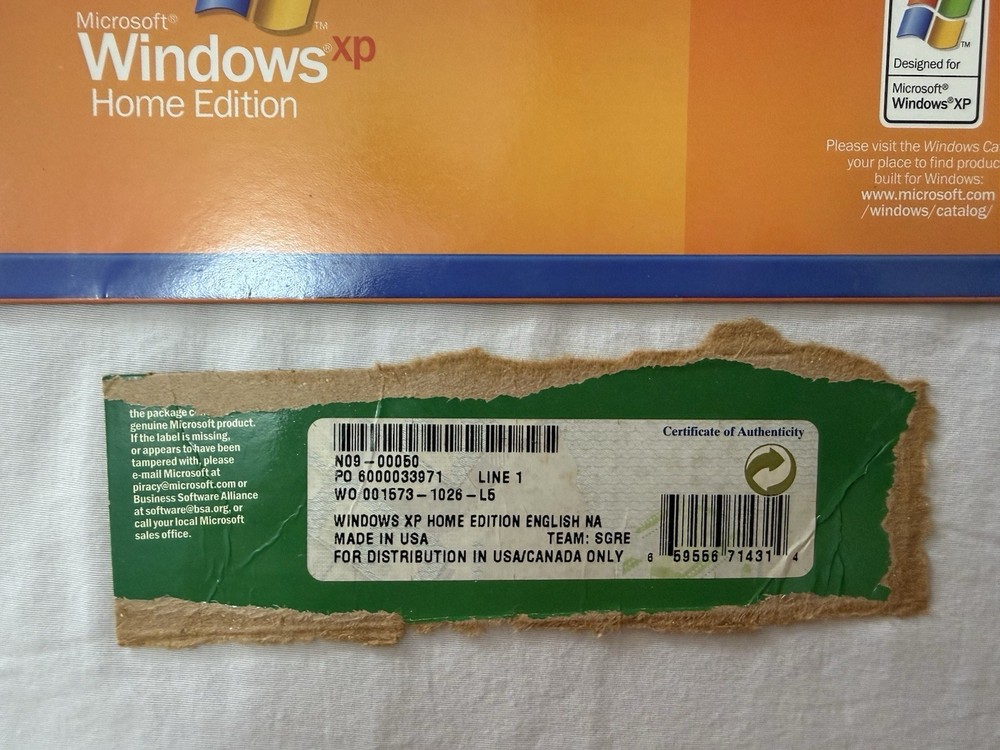 Microsoft®
Windows®xp
Home Edition
TM
TM
Designed for
Microsoft®
Windows®XP
Please visit the Windows Ca
your place to find produc
built for Windows:
www.microsoft.com
/windows/catalog/
the package c
genuine Microsoft product.
If the label is missing,
or appears to have been
tampered with, please
e-mail Microsoft at
piracy@microsoft.com or
Business Software Alliance
at software@bsa.org, or
call your local Microsoft
sales office.
Certificate of Authenticity
N09-00050
PO 6000033971 LINE 1
WO 001573-1026-L5
WINDOWS XP HOME EDITION ENGLISH NA
MADE IN USA TEAM: SGRE
FOR DISTRIBUTION IN USA/CANADA ONLY
6 59556 71431 4